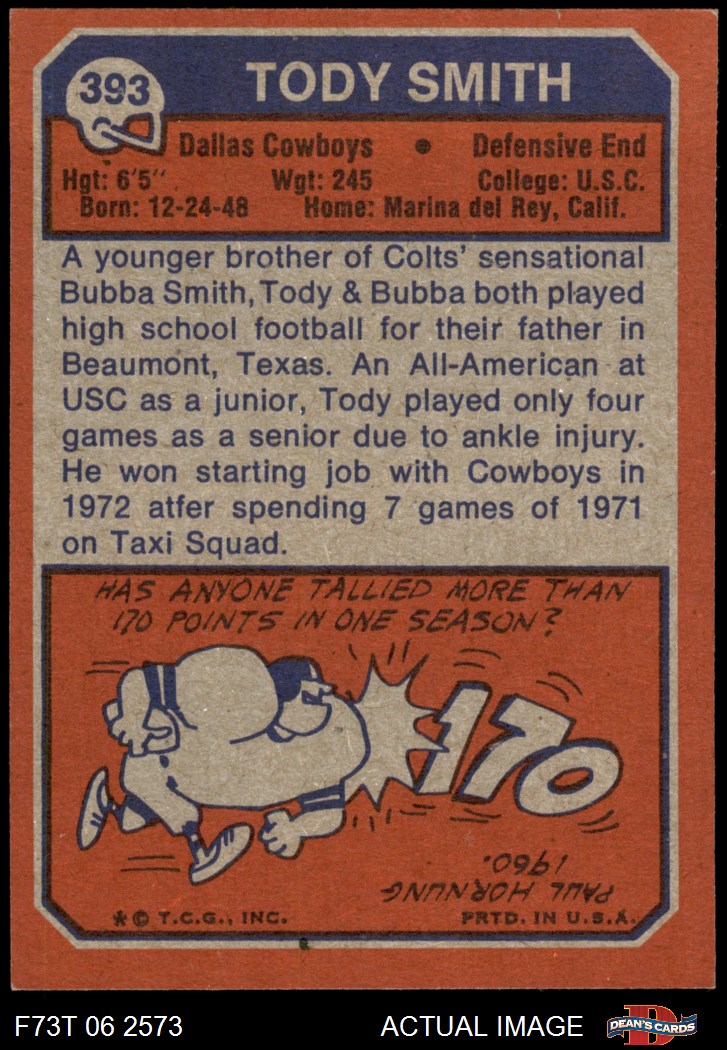 393
TODY SMITH
Dallas Cowboys • Defensive End
Hgt: 6'5" Wgt: 245 College: U.S.C.
Born: 12-24-48 Home: Marina del Rey, Calif.
A younger brother of Colts' sensational
Bubba Smith, Tody & Bubba both played
high school football for their father in
Beaumont, Texas. An All-American at
USC as a junior, Tody played only four
games as a senior due to ankle injury.
He won starting job with Cowboys in
1972 atfer spending 7 games of 1971
on Taxi Squad.
HAS ANYONE TALLIED MORE THAN
170 POINTS IN ONE SEASON?
170
PAUL HORNUNG
1960.
* © T.C.G., INC. PRTD. IN U.S.A.
F73T 06 2573 ACTUAL IMAGE
D
DEAN'S CARDS